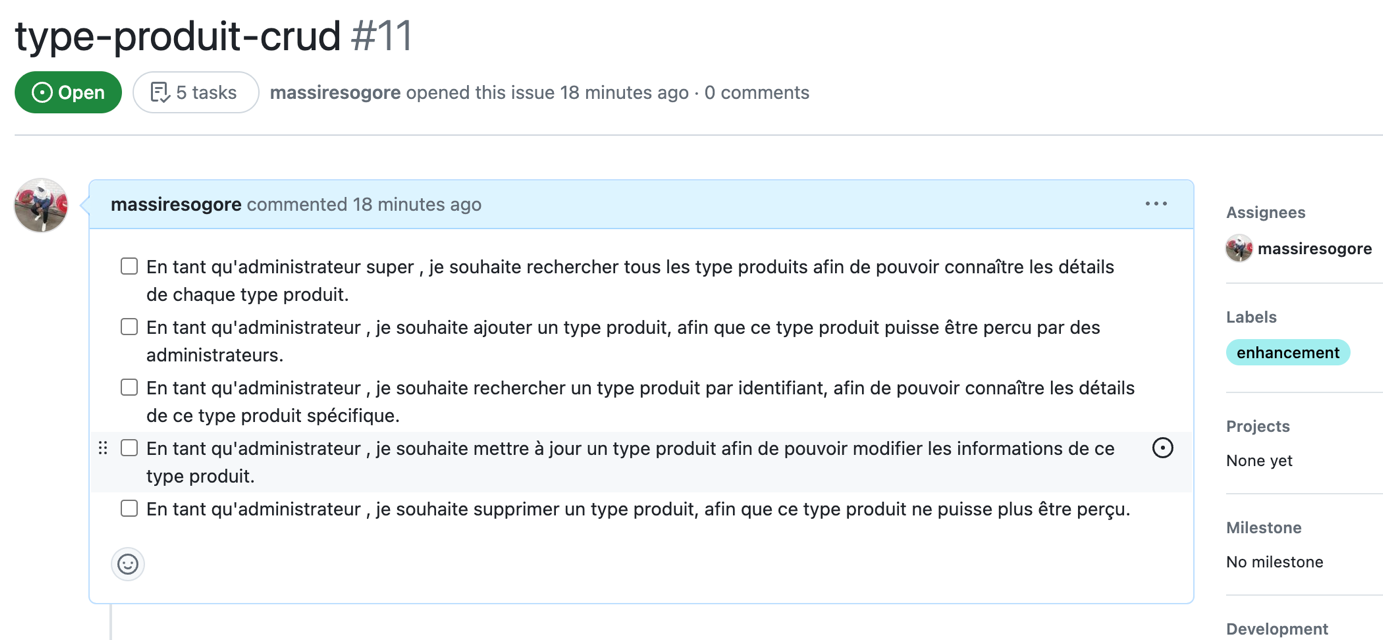 type-produit-crud #11
Open
5 tasks
massiresogore opened this issue 18 minutes ago · 0 comments
massiresogore commented 18 minutes ago
En tant qu'administrateur super , je souhaite rechercher tous les type produits afin de pouvoir connaître les détails
de chaque type produit.
En tant qu'administrateur , je souhaite ajouter un type produit, afin que ce type produit puisse être percu par des
administrateurs.
En tant qu'administrateur , je souhaite rechercher un type produit par identifiant, afin de pouvoir connaître les détails
de ce type produit spécifique.
En tant qu'administrateur , je souhaite mettre à jour un type produit afin de pouvoir modifier les informations de ce
type produit.
En tant qu'administrateur , je souhaite supprimer un type produit, afin que ce type produit ne puisse plus être perçu.
Assignees
massiresogore
Labels
enhancement
Projects
None yet
Milestone
No milestone
Development